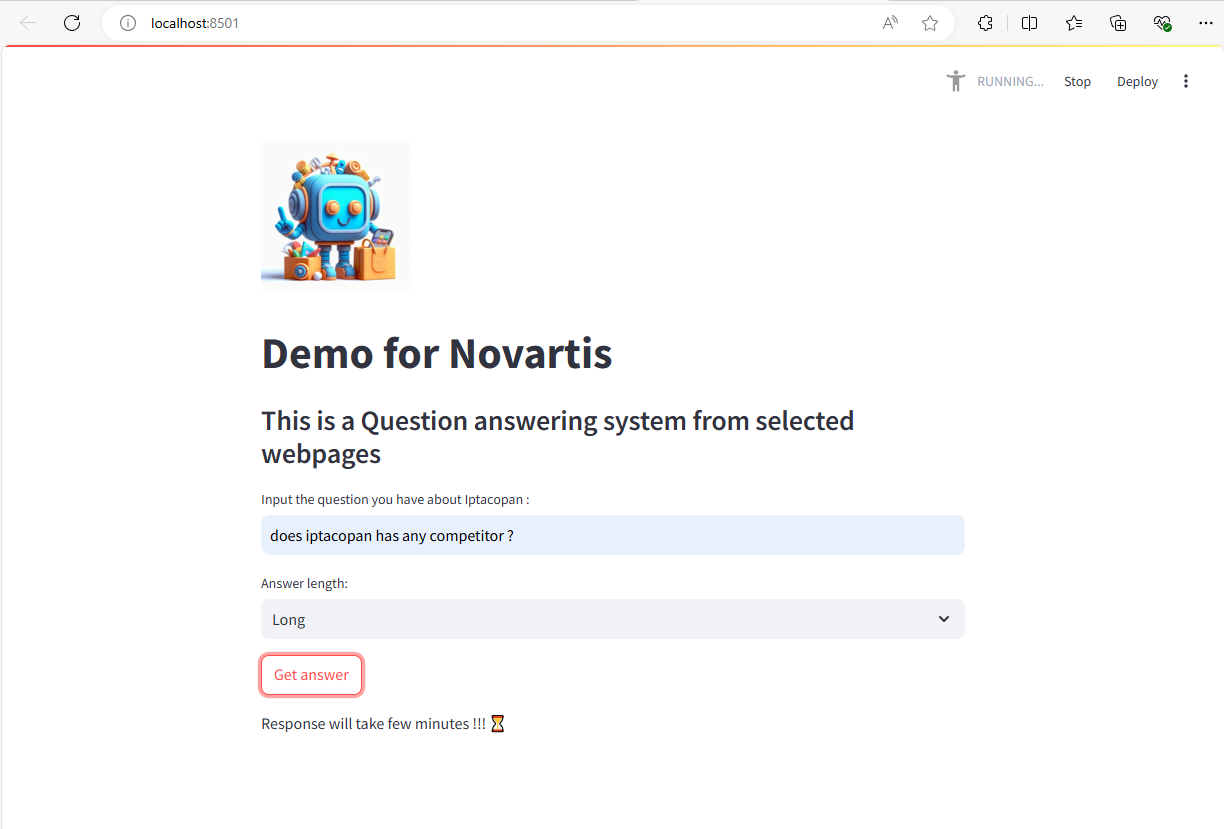 localhost:8501
RUNNING...
Stop
Deploy
Demo for Novartis
This is a Question answering system from selected
webpages
Input the question you have about Iptacopan :
does iptacopan has any competitor ?
Answer length:
Long
Get answer
Response will take few minutes !!! ⌛